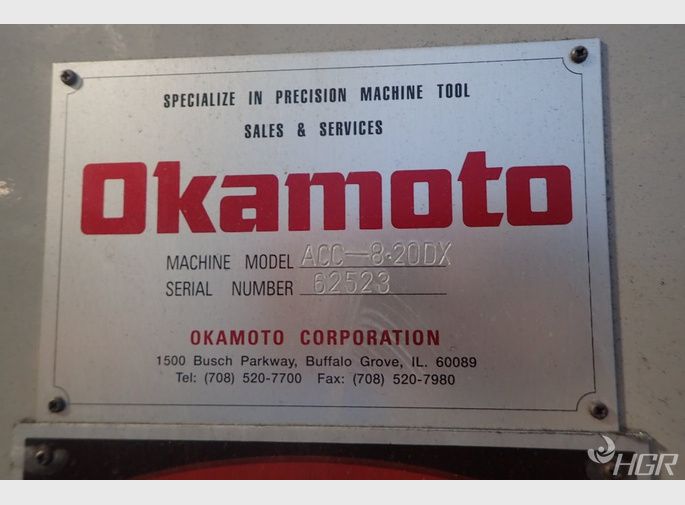 SPECIALIZE IN PRECISION MACHINE TOOL
SALES & SERVICES
Okamoto
MACHINE MODEL ACC-8·20DX
SERIAL NUMBER 62523
OKAMOTO CORPORATION
1500 Busch Parkway, Buffalo Grove, IL. 60089
Tel: (708) 520-7700 Fax: (708) 520-7980
HGR